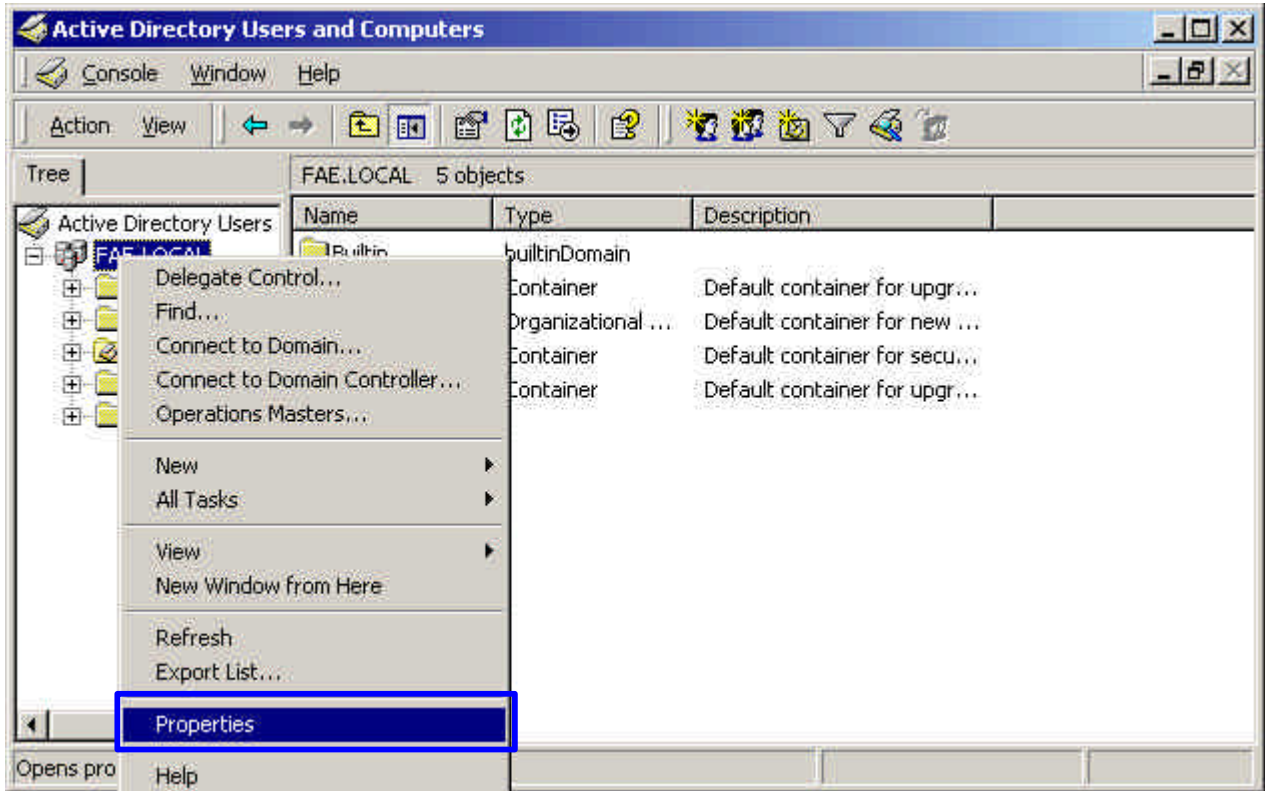 Active Directory Users and Computers
Console Window Help
Action View
Tree
FAE.LOCAL 5 objects
Active Directory Users
Name Type Description
FAE.LOCAL
Builtin builtinDomain
Container Default container for upgr...
Organizational ... Default container for new ...
Container Default container for secu...
Container Default container for upgr...
Delegate Control...
Find...
Connect to Domain...
Connect to Domain Controller...
Operations Masters...
New
All Tasks
View
New Window from Here
Refresh
Export List...
Properties
Help
Opens pro